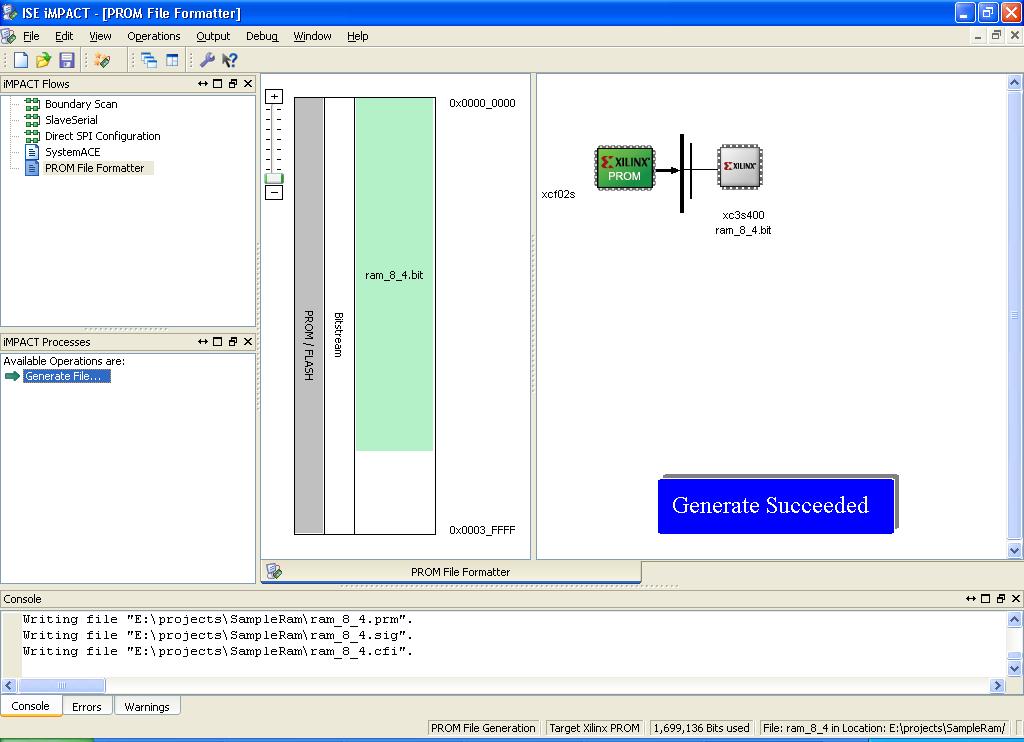 ISE iMPACT - [PROM File Formatter]
File Edit View Operations Output Debug Window Help
iMPACT Flows
Boundary Scan
SlaveSerial
Direct SPI Configuration
SystemACE
PROM File Formatter
iMPACT Processes
Available Operations are:
Generate File...
+
-
PROM / FLASH
Bitstream
ram_8_4.bit
0x0000_0000
0x0003_FFFF
XILINX
PROM
xcf02s
XILINX
xc3s400
ram_8_4.bit
Generate Succeeded
PROM File Formatter
Console
Writing file "E:\projects\SampleRam\ram_8_4.prm".
Writing file "E:\projects\SampleRam\ram_8_4.sig".
Writing file "E:\projects\SampleRam\ram_8_4.cfi".
Console Errors Warnings
PROM File Generation Target Xilinx PROM 1,699,136 Bits used File: ram_8_4 in Location: E:\projects\SampleRam/